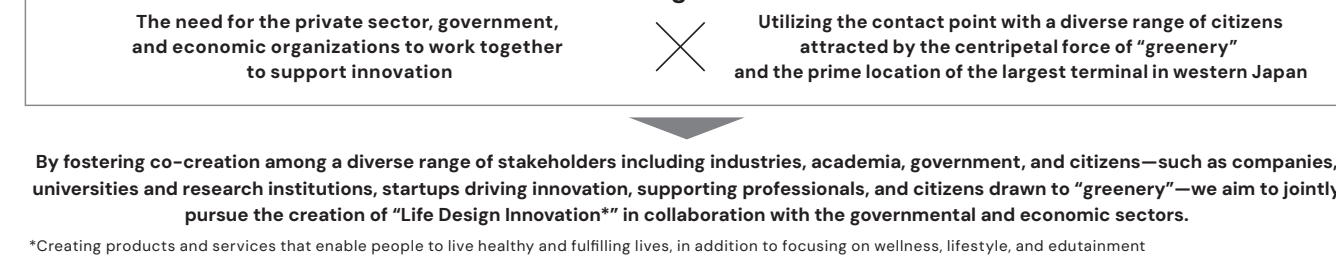 The need for the private sector, government,
and economic organizations to work together
to support innovation
Utilizing the contact point with a diverse range of citizens
attracted by the centripetal force of “greenery”
and the prime location of the largest terminal in western Japan
By fostering co-creation among a diverse range of stakeholders including industries, academia, government, and citizens—such as companies,
universities and research institutions, startups driving innovation, supporting professionals, and citizens drawn to “greenery”—we aim to jointly
pursue the creation of “Life Design Innovation*” in collaboration with the governmental and economic sectors.
*Creating products and services that enable people to live healthy and fulfilling lives, in addition to focusing on wellness, lifestyle, and edutainment